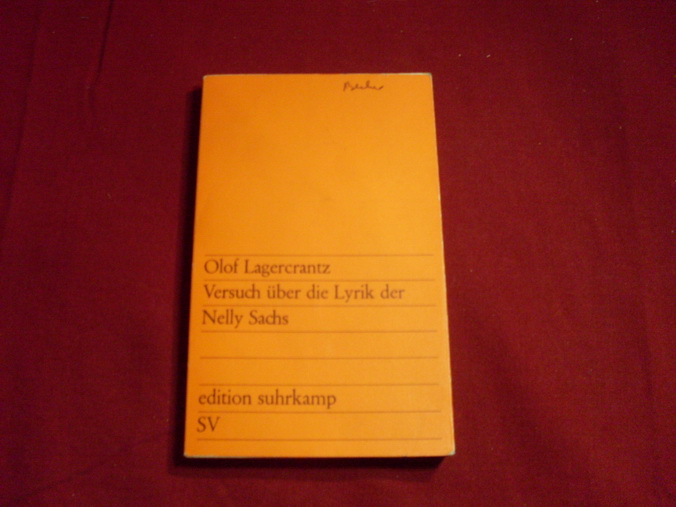 Olof Lagercrantz
Versuch über die Lyrik der
Nelly Sachs
edition suhrkamp
SV